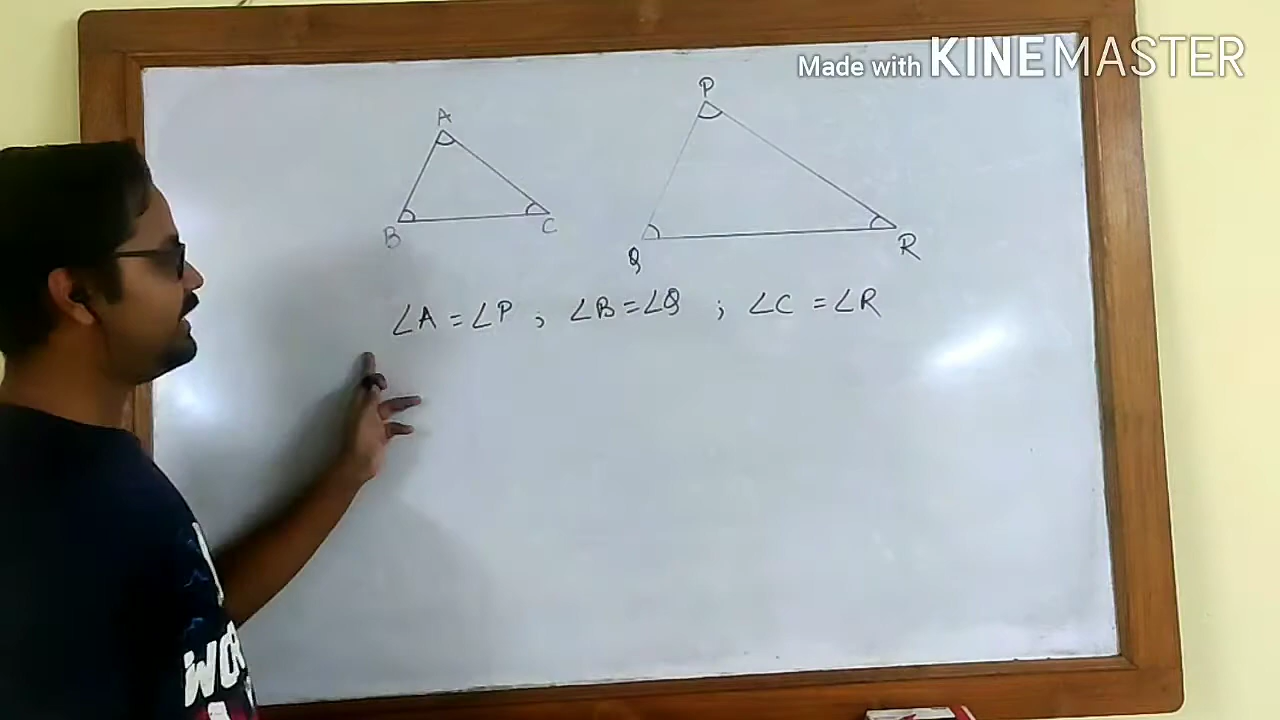 Made with KINEMASTER
P
A
B
C
Q
R
∠A = ∠P ; ∠B = ∠Q ; ∠C = ∠R